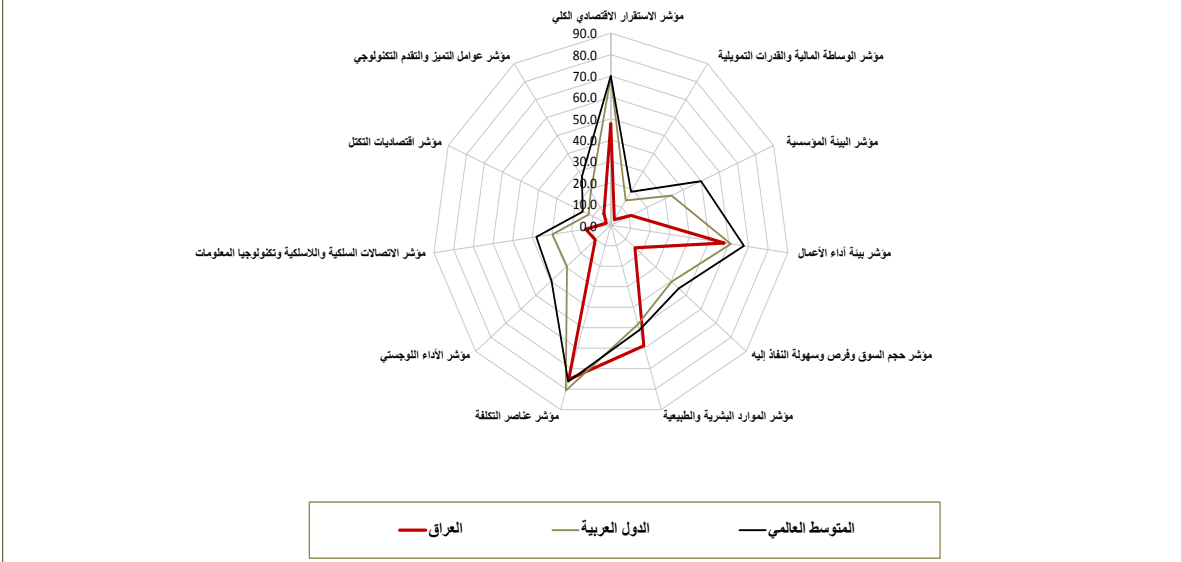 مؤشر الاستقرار الاقتصادي الكلي
مؤشر الوساطة المالية والقدرات التمويلية
مؤشر البيئة المؤسسية
مؤشر بيئة أداء الأعمال
مؤشر حجم السوق وفرص وسهولة النفاذ إليه
مؤشر الموارد البشرية والطبيعية
مؤشر عناصر التكلفة
مؤشر الأداء اللوجستي
مؤشر الاتصالات السلكية واللاسلكية وتكنولوجيا المعلومات
مؤشر اقتصاديات التكتل
مؤشر عوامل التميز والتقدم التكنولوجي
90.0
80.0
70.0
60.0
50.0
40.0
30.0
20.0
10.0
0.0
المتوسط العالمي
الدول العربية
العراق